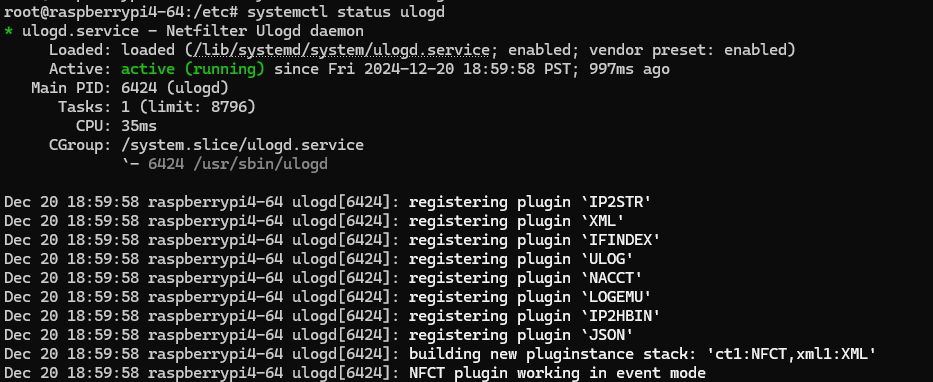 root@raspberrypi4-64:/etc# systemctl status ulogd
* ulogd.service - Netfilter Ulogd daemon
Loaded: loaded (/lib/systemd/system/ulogd.service; enabled; vendor preset: enabled)
Active: active (running) since Fri 2024-12-20 18:59:58 PST; 997ms ago
Main PID: 6424 (ulogd)
Tasks: 1 (limit: 8796)
CPU: 35ms
CGroup: /system.slice/ulogd.service
`- 6424 /usr/sbin/ulogd
Dec 20 18:59:58 raspberrypi4-64 ulogd[6424]: registering plugin `IP2STR'
Dec 20 18:59:58 raspberrypi4-64 ulogd[6424]: registering plugin `XML'
Dec 20 18:59:58 raspberrypi4-64 ulogd[6424]: registering plugin `IFINDEX'
Dec 20 18:59:58 raspberrypi4-64 ulogd[6424]: registering plugin `ULOG'
Dec 20 18:59:58 raspberrypi4-64 ulogd[6424]: registering plugin `NACCT'
Dec 20 18:59:58 raspberrypi4-64 ulogd[6424]: registering plugin `LOGEMU'
Dec 20 18:59:58 raspberrypi4-64 ulogd[6424]: registering plugin `IP2HBIN'
Dec 20 18:59:58 raspberrypi4-64 ulogd[6424]: registering plugin `JSON'
Dec 20 18:59:58 raspberrypi4-64 ulogd[6424]: building new pluginstance stack: 'ct1:NFCT,xml1:XML'
Dec 20 18:59:58 raspberrypi4-64 ulogd[6424]: NFCT plugin working in event mode